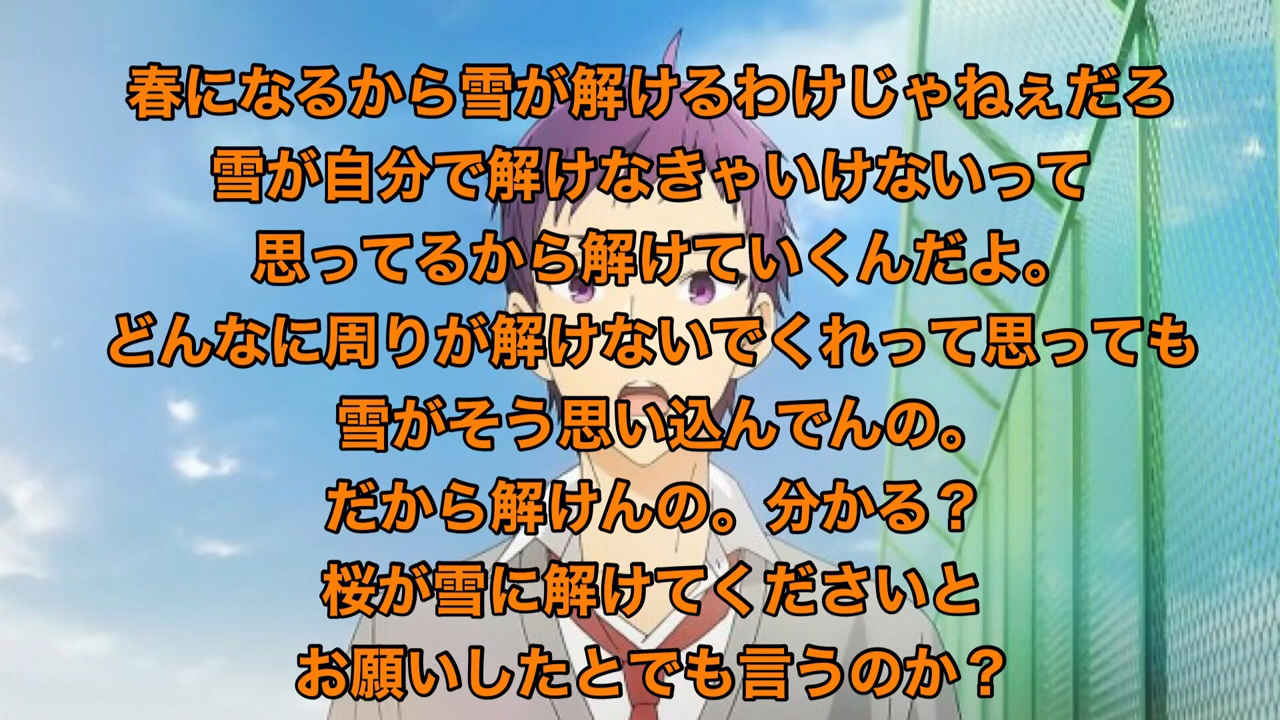 春になるから雪が解けるわけじゃねぇだろ
雪が自分で解けなきゃいけないって
思ってるから解けていくんだよ。
どんなに周りが解けないでくれって思っても
雪がそう思い込んでんの。
だから解けんの。分かる？
桜が雪に解けてくださいと
お願いしたとでも言うのか？